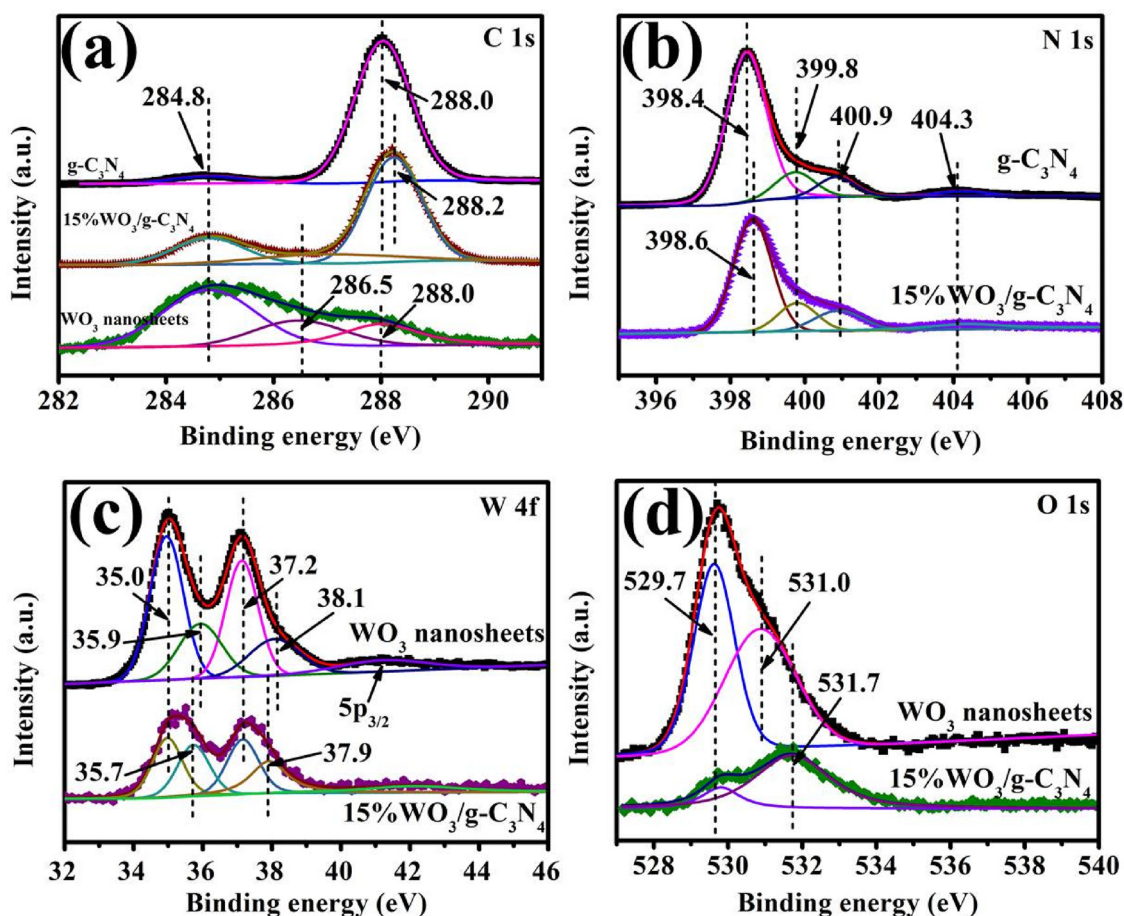 (a)
C 1s
284.8
288.0
g-C₃N₄
15%WO₃/g-C₃N₄
288.2
286.5
288.0
WO₃ nanosheets
Intensity (a.u.)
282 284 286 288 290
Binding energy (eV)
(b)
N 1s
398.4
399.8
400.9
404.3
g-C₃N₄
398.6
15%WO₃/g-C₃N₄
Intensity (a.u.)
396 398 400 402 404 406 408
Binding energy (eV)
(c)
W 4f
35.0
37.2
35.9
38.1
WO₃ nanosheets
5p₃/₂
35.7
37.9
15%WO₃/g-C₃N₄
Intensity (a.u.)
32 34 36 38 40 42 44 46
Binding energy (eV)
(d)
O 1s
529.7
531.0
531.7
WO₃ nanosheets
15%WO₃/g-C₃N₄
Intensity (a.u.)
528 530 532 534 536 538 540
Binding energy (eV)